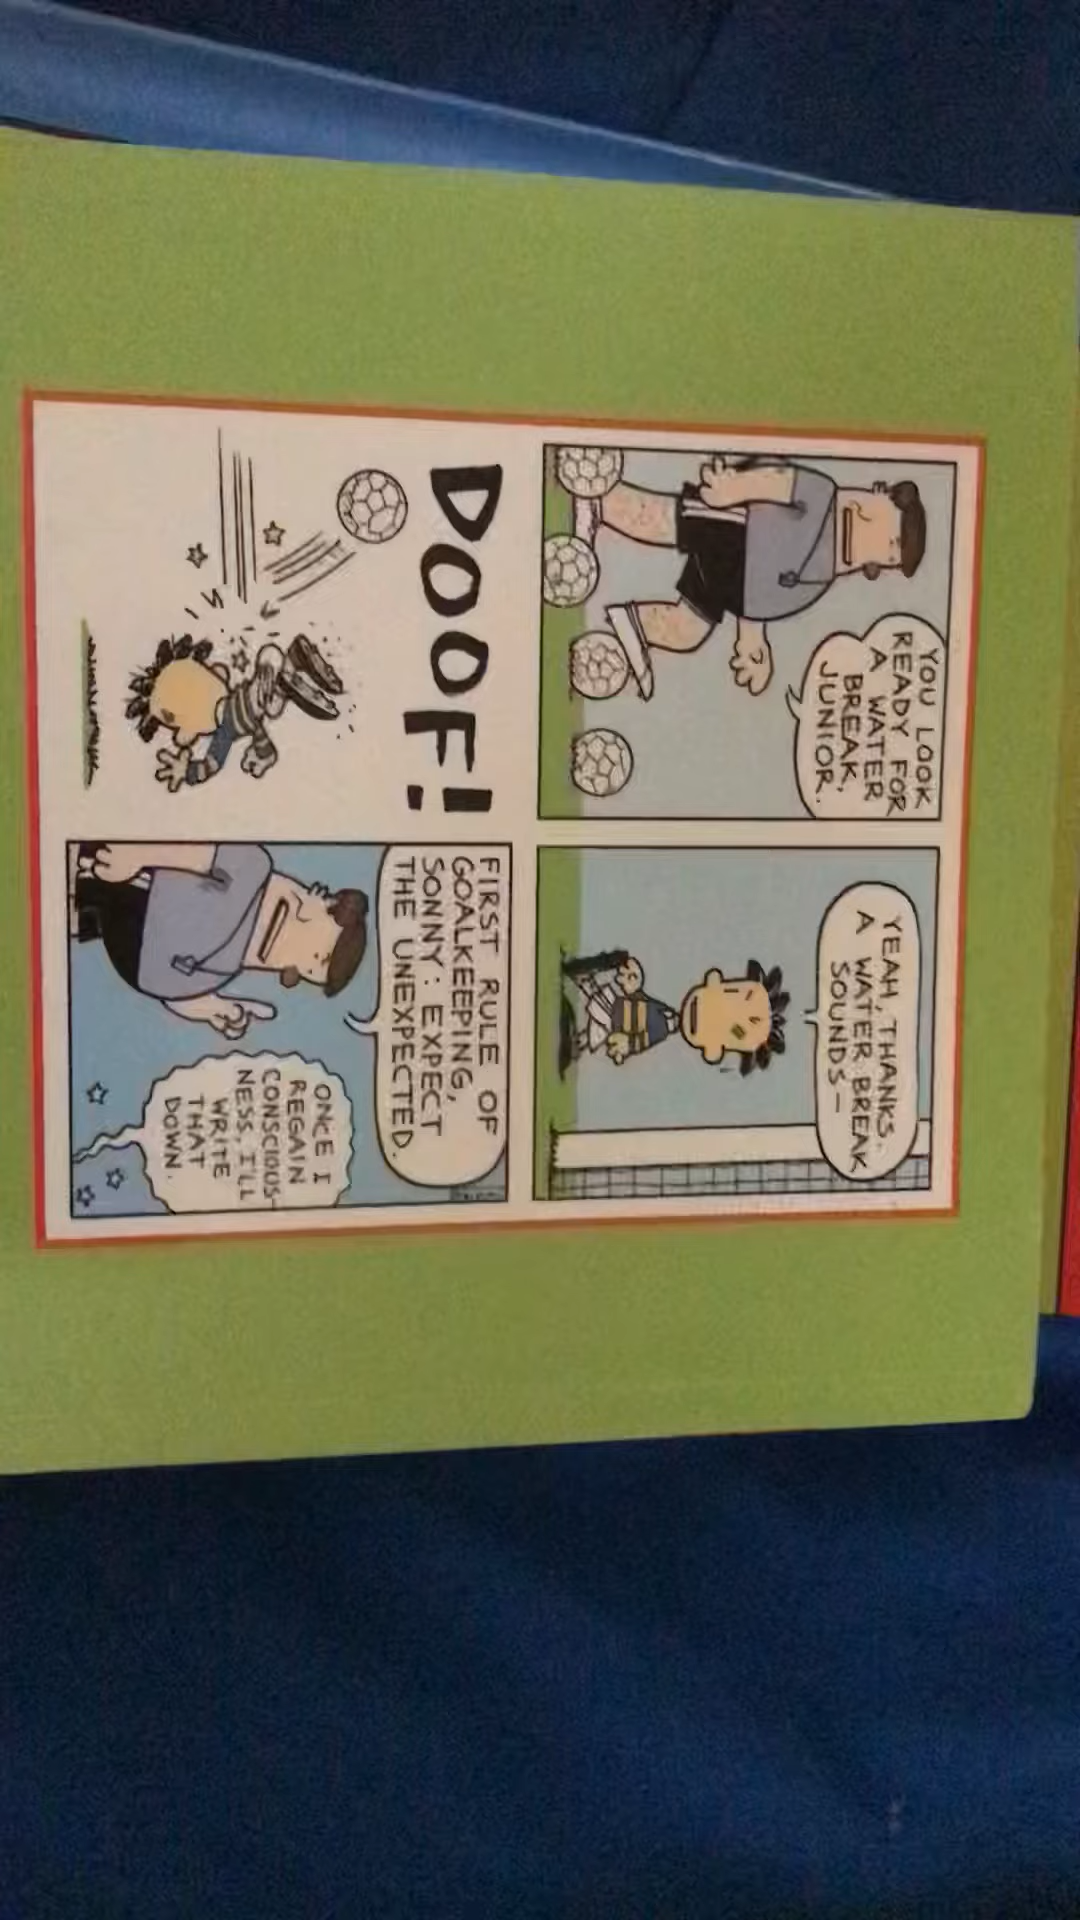 YOU LOOK
READY FOR
A WATER
BREAK,
JUNIOR.
YEAH, THANKS.
A WATER BREAK
SOUNDS—
DOOF!
FIRST RULE OF
GOALKEEPING,
SONNY: EXPECT
THE UNEXPECTED.
ONCE I
REGAIN
CONSCIOUS-
NESS, I'LL
WRITE
THAT
DOWN.